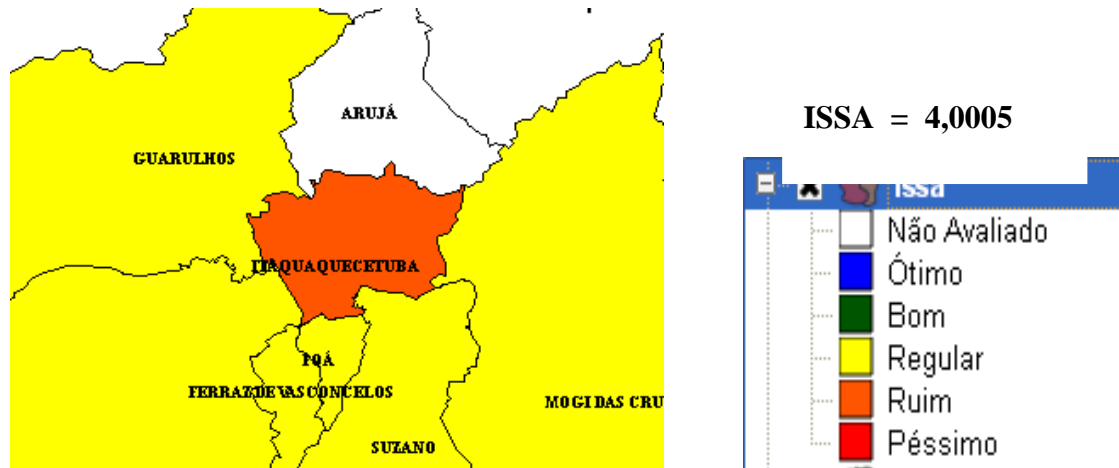 ARUJÁ
GUARULHOS
ITAQUAQUECETUBA
POÁ
FERRAZ DE VASCONCELOS
MOGI DAS CRU
SUZANO
ISSA = 4,0005
Issa
Não Avaliado
Ótimo
Bom
Regular
Ruim
Péssimo